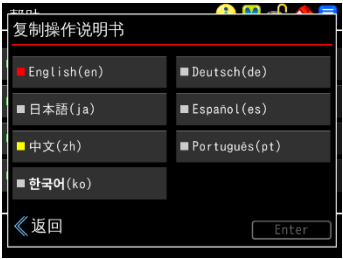 复制操作说明书
English(en)
Deutsch(de)
日本語(ja)
Español(es)
中文(zh)
Português(pt)
한국어(ko)
返回
Enter